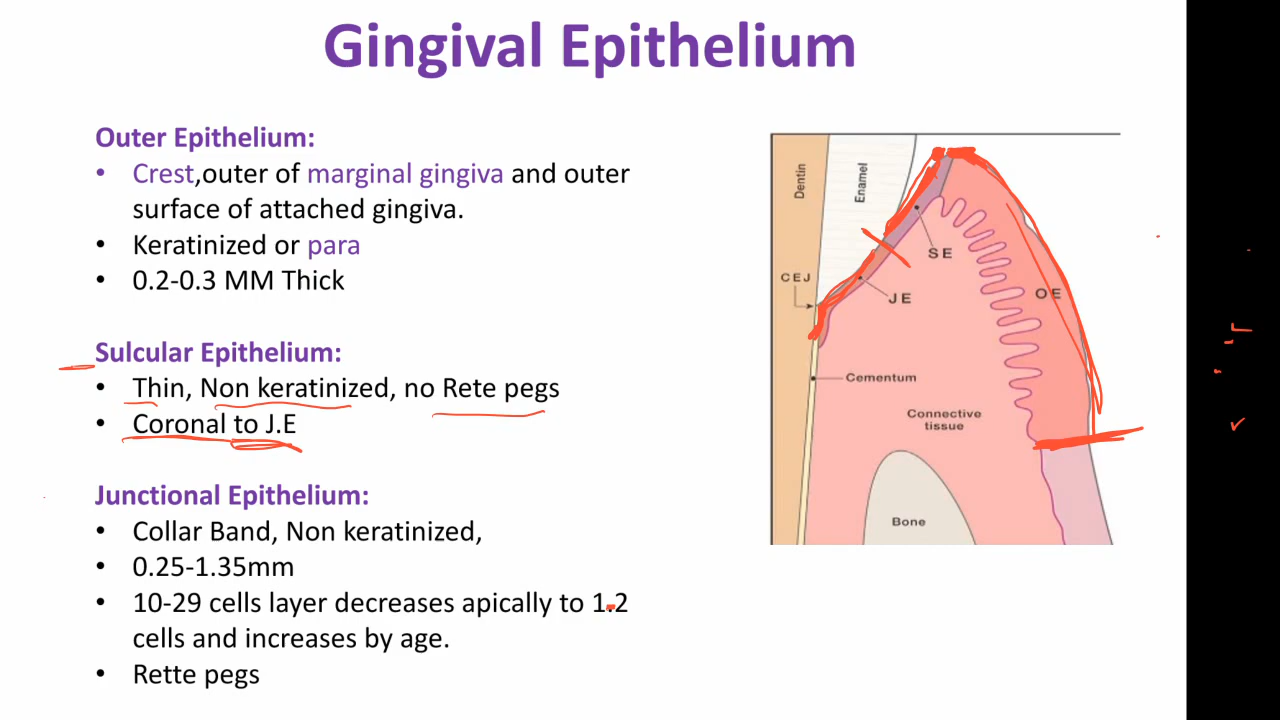 Gingival Epithelium
Outer Epithelium:
• Crest,outer of marginal gingiva and outer
surface of attached gingiva.
• Keratinized or para
• 0.2-0.3 MM Thick
Sulcular Epithelium:
• Thin, Non keratinized, no Rete pegs
• Coronal to J.E
Junctional Epithelium:
• Collar Band, Non keratinized,
• 0.25-1.35mm
• 10-29 cells layer decreases apically to 1.2
cells and increases by age.
• Rette pegs
Dentin
Enamel
SE
CEJ
JE
OE
Cementum
Connective
tissue
Bone